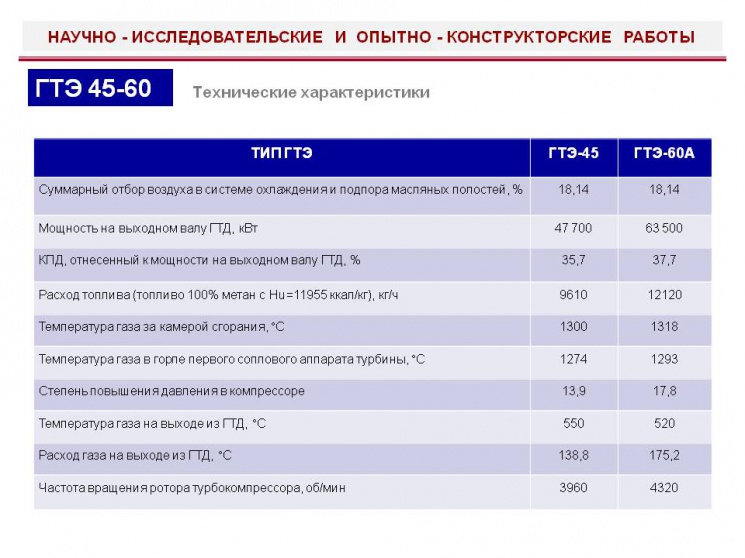 НАУЧНО - ИССЛЕДОВАТЕЛЬСКИЕ И ОПЫТНО - КОНСТРУКТОРСКИЕ РАБОТЫ
ГТЭ 45-60 Технические характеристики
ТИП ГТЭ ГТЭ-45 ГТЭ-60А
Суммарный отбор воздуха в системе охлаждения и подпора масляных полостей, % 18,14 18,14
Мощность на выходном валу ГТД, кВт 47 700 63 500
КПД, отнесенный к мощности на выходном валу ГТД, % 35,7 37,7
Расход топлива (топливо 100% метан с Hu=11955 ккал/кг), кг/ч 9610 12120
Температура газа за камерой сгорания, °С 1300 1318
Температура газа в горле первого соплового аппарата турбины, °С 1274 1293
Степень повышения давления в компрессоре 13,9 17,8
Температура газа на выходе из ГТД, °С 550 520
Расход газа на выходе из ГТД, °С 138,8 175,2
Частота вращения ротора турбокомпрессора, об/мин 3960 4320